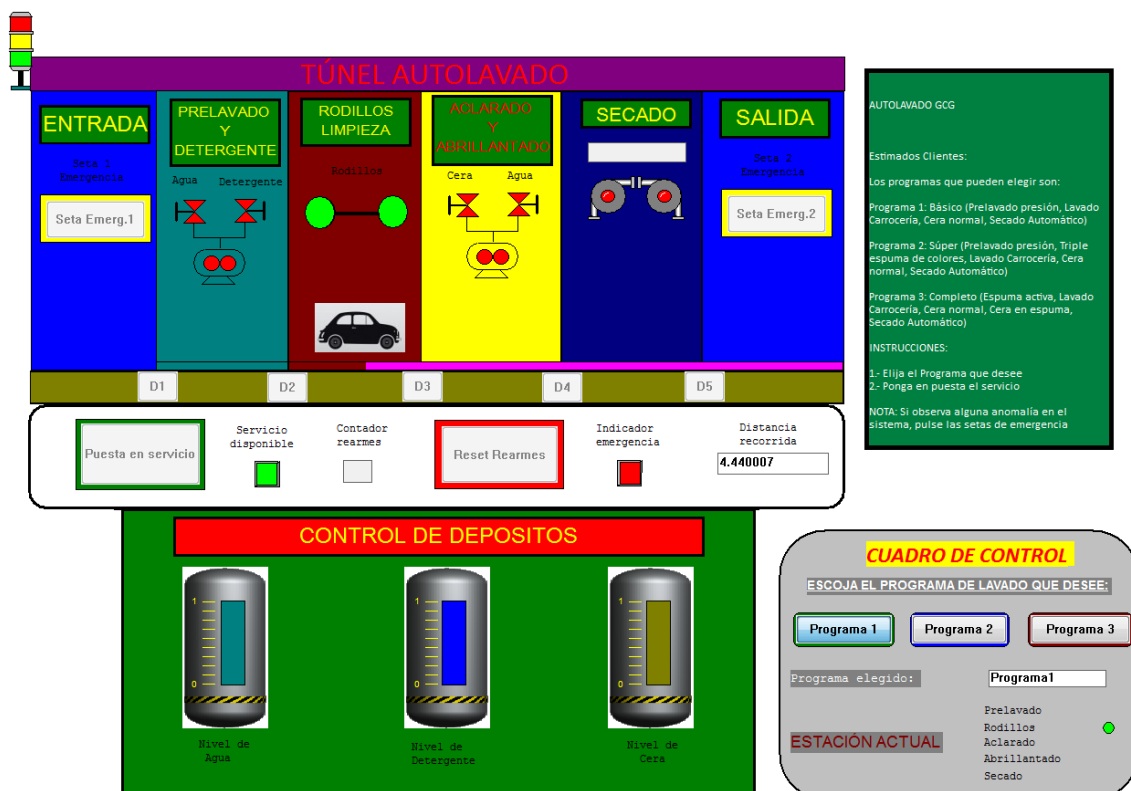 TÚNEL AUTOLAVADO
ENTRADA
PRELAVADO
Y
DETERGENTE
RODILLOS
LIMPIEZA
ACLARADO
Y
ABRILLANTADO
SECADO
SALIDA
Seta 1
Emergencia
Seta Emerg.1
Agua
Detergente
Rodillos
Cera
Agua
Seta 2
Emergencia
Seta Emerg.2
D1
D2
D3
D4
D5
Puesta en servicio
Servicio
disponible
Contador
rearmes
Reset Rearmes
Indicador
emergencia
Distancia
recorrida
4.440007
AUTOLAVADO GCG
Estimados Clientes:
Los programas que pueden elegir son:
Programa 1: Básico (Prelavado presión, Lavado
Carrocería, Cera normal, Secado Automático)
Programa 2: Súper (Prelavado presión, Triple
espuma de colores, Lavado Carrocería, Cera
normal, Secado Automático)
Programa 3: Completo (Espuma activa, Lavado
Carrocería, Cera normal, Cera en espuma,
Secado Automático)
INSTRUCCIONES:
1.- Elija el Programa que desee
2.- Ponga en puesta el servicio
NOTA: Si observa alguna anomalía en el
sistema, pulse las setas de emergencia
CONTROL DE DEPOSITOS
1
0
Nivel de
Agua
1
0
Nivel de
Detergente
1
0
Nivel de
Cera
CUADRO DE CONTROL
ESCOJA EL PROGRAMA DE LAVADO QUE DESEE:
Programa 1
Programa 2
Programa 3
Programa elegido:
Programa1
ESTACIÓN ACTUAL
Prelavado
Rodillos
Aclarado
Abrillantado
Secado